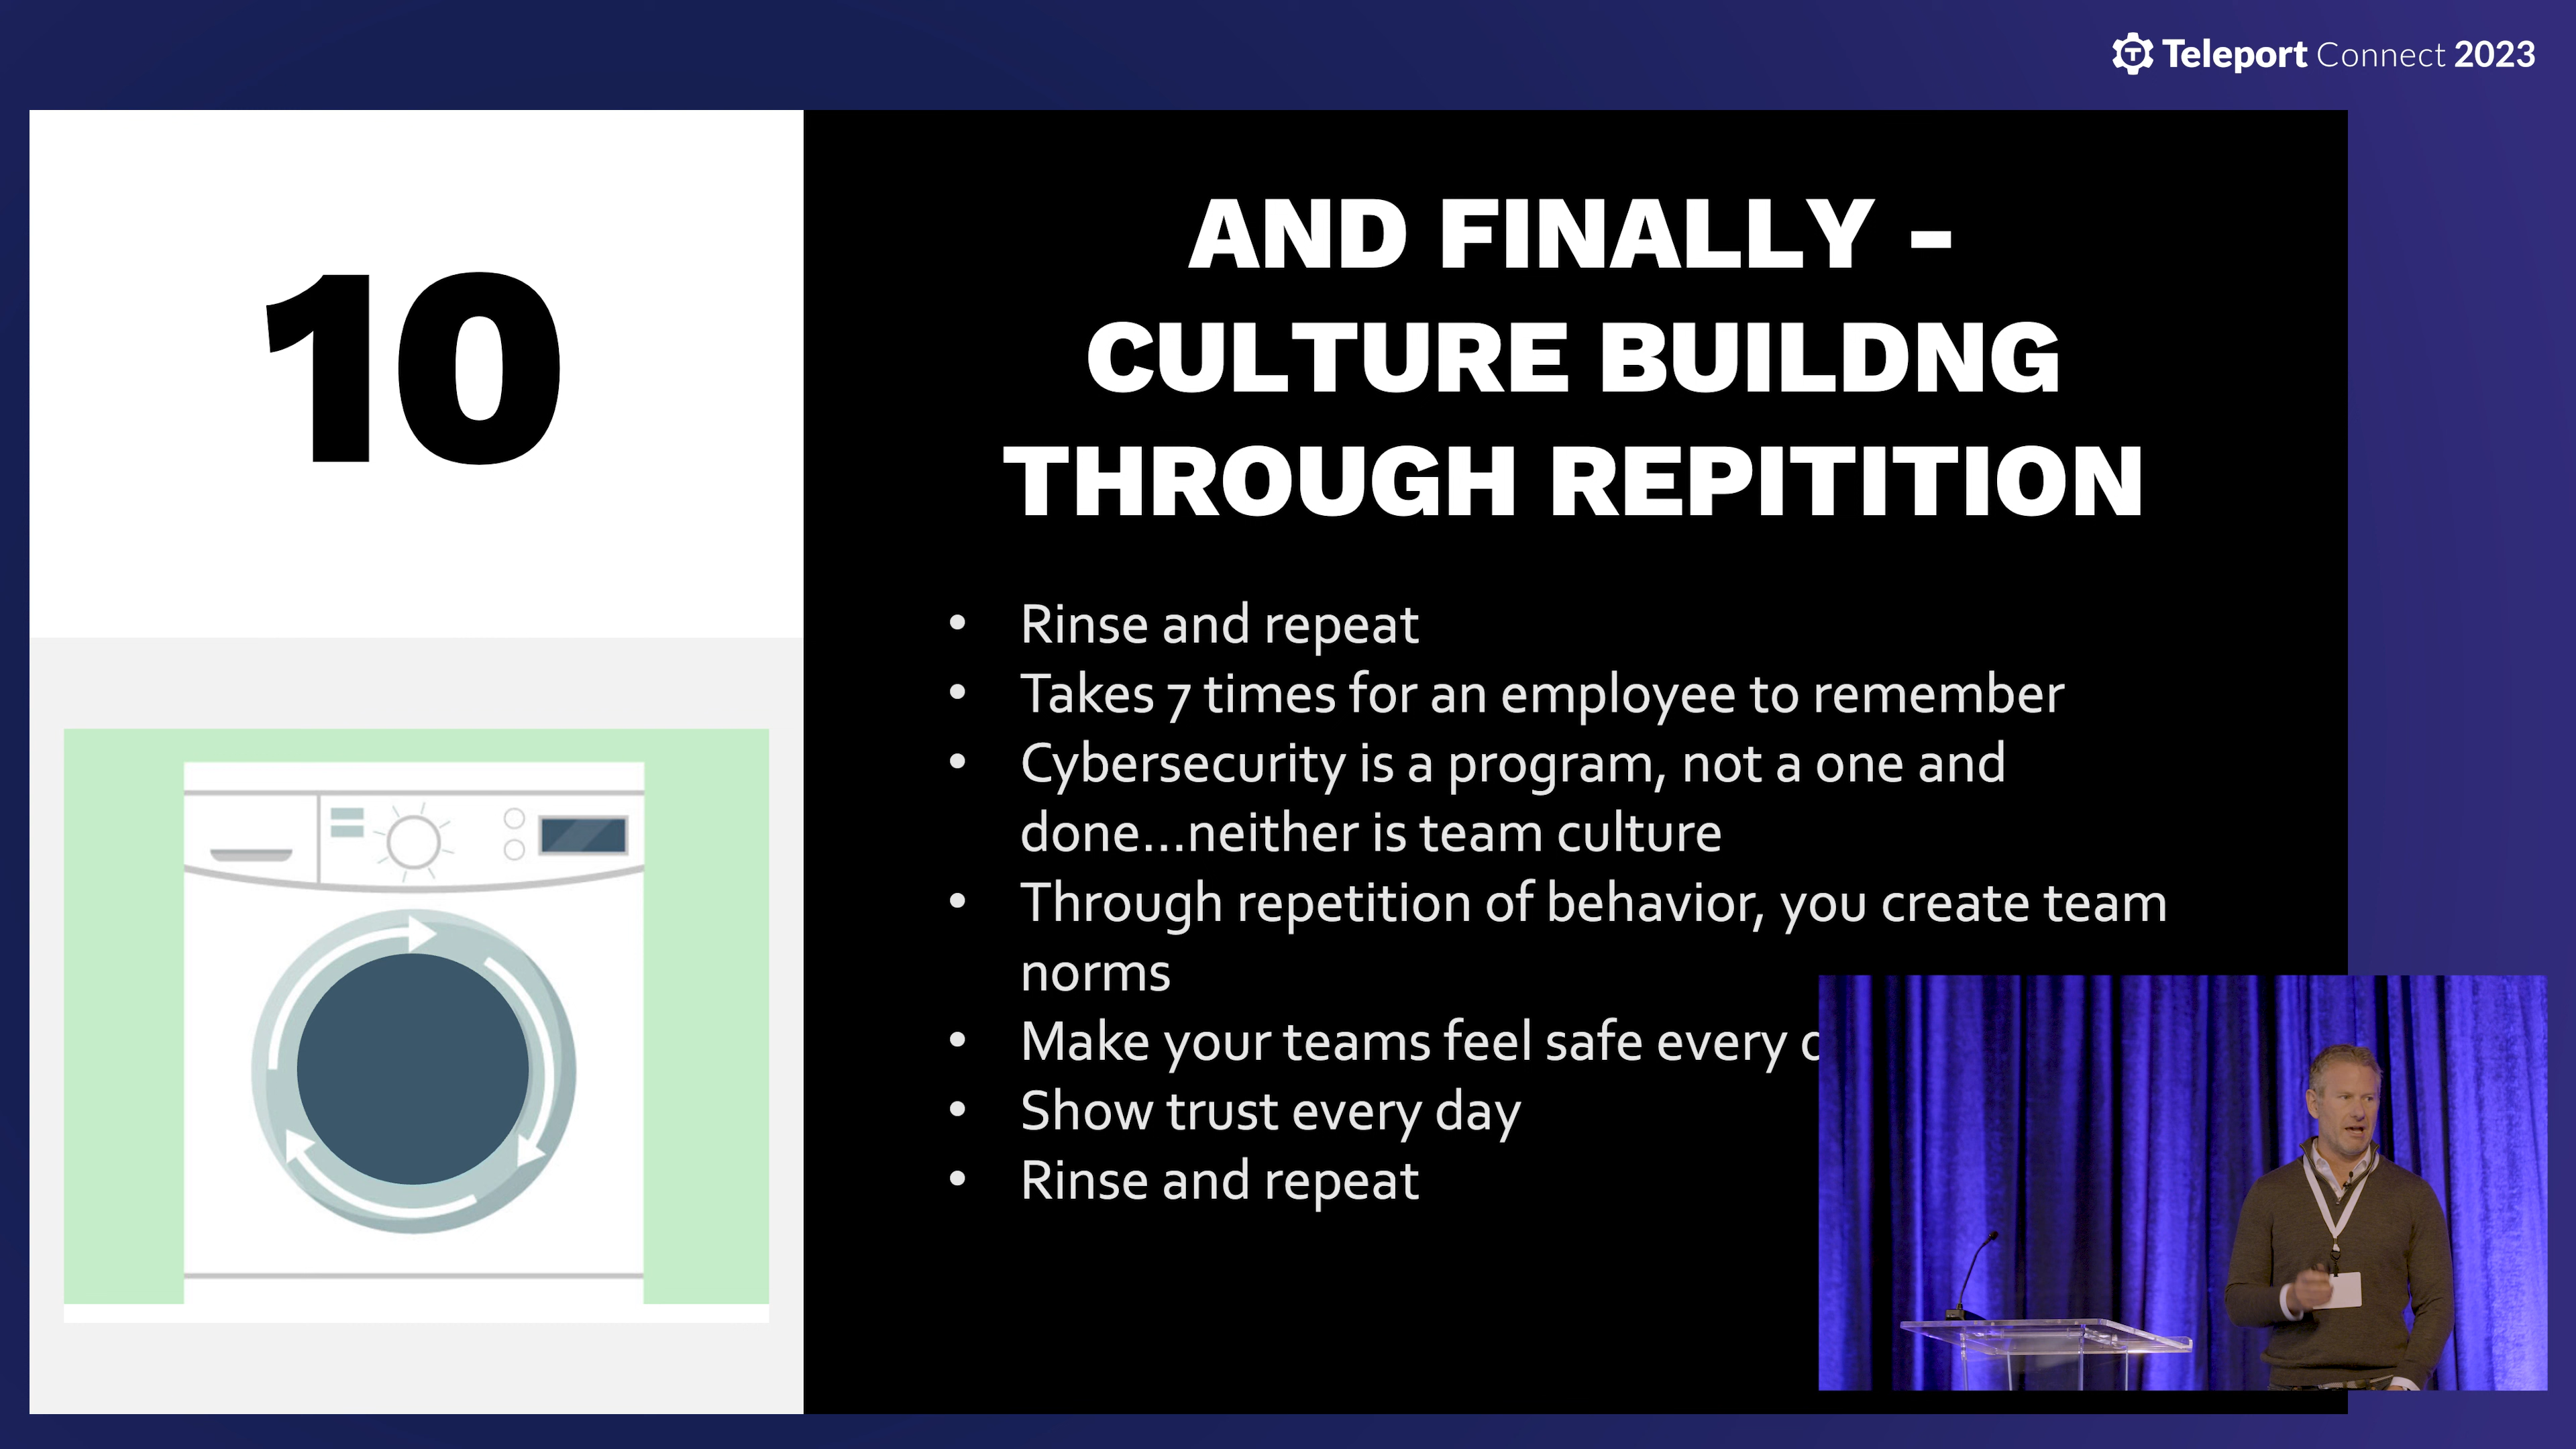 Teleport Connect 2023
10
AND FINALLY -
CULTURE BUILDNG
THROUGH REPITITION
• Rinse and repeat
• Takes 7 times for an employee to remember
• Cybersecurity is a program, not a one and
done...neither is team culture
• Through repetition of behavior, you create team
norms
• Make your teams feel safe every
• Show trust every day
• Rinse and repeat